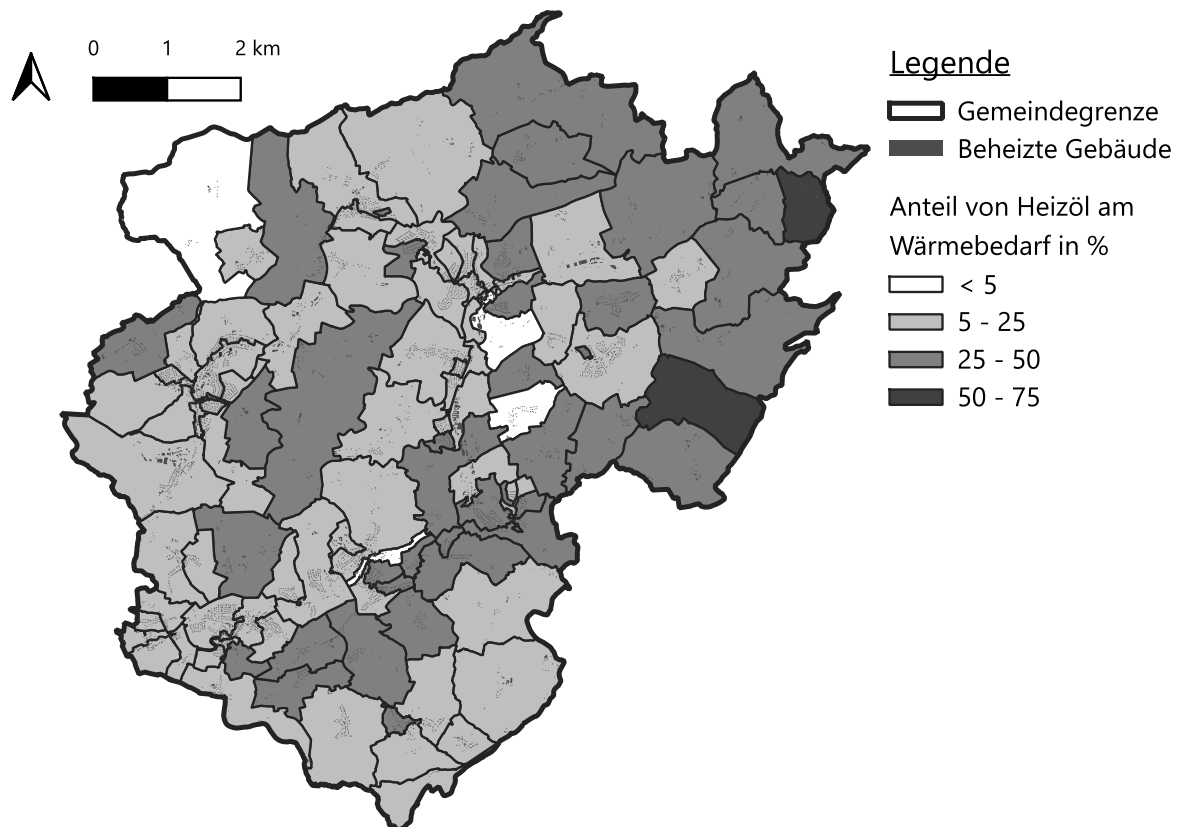 0 1 2 km
Legende
Gemeindegrenze
Beheizte Gebäude
Anteil von Heizöl am
Wärmebedarf in %
< 5
5 - 25
25 - 50
50 - 75